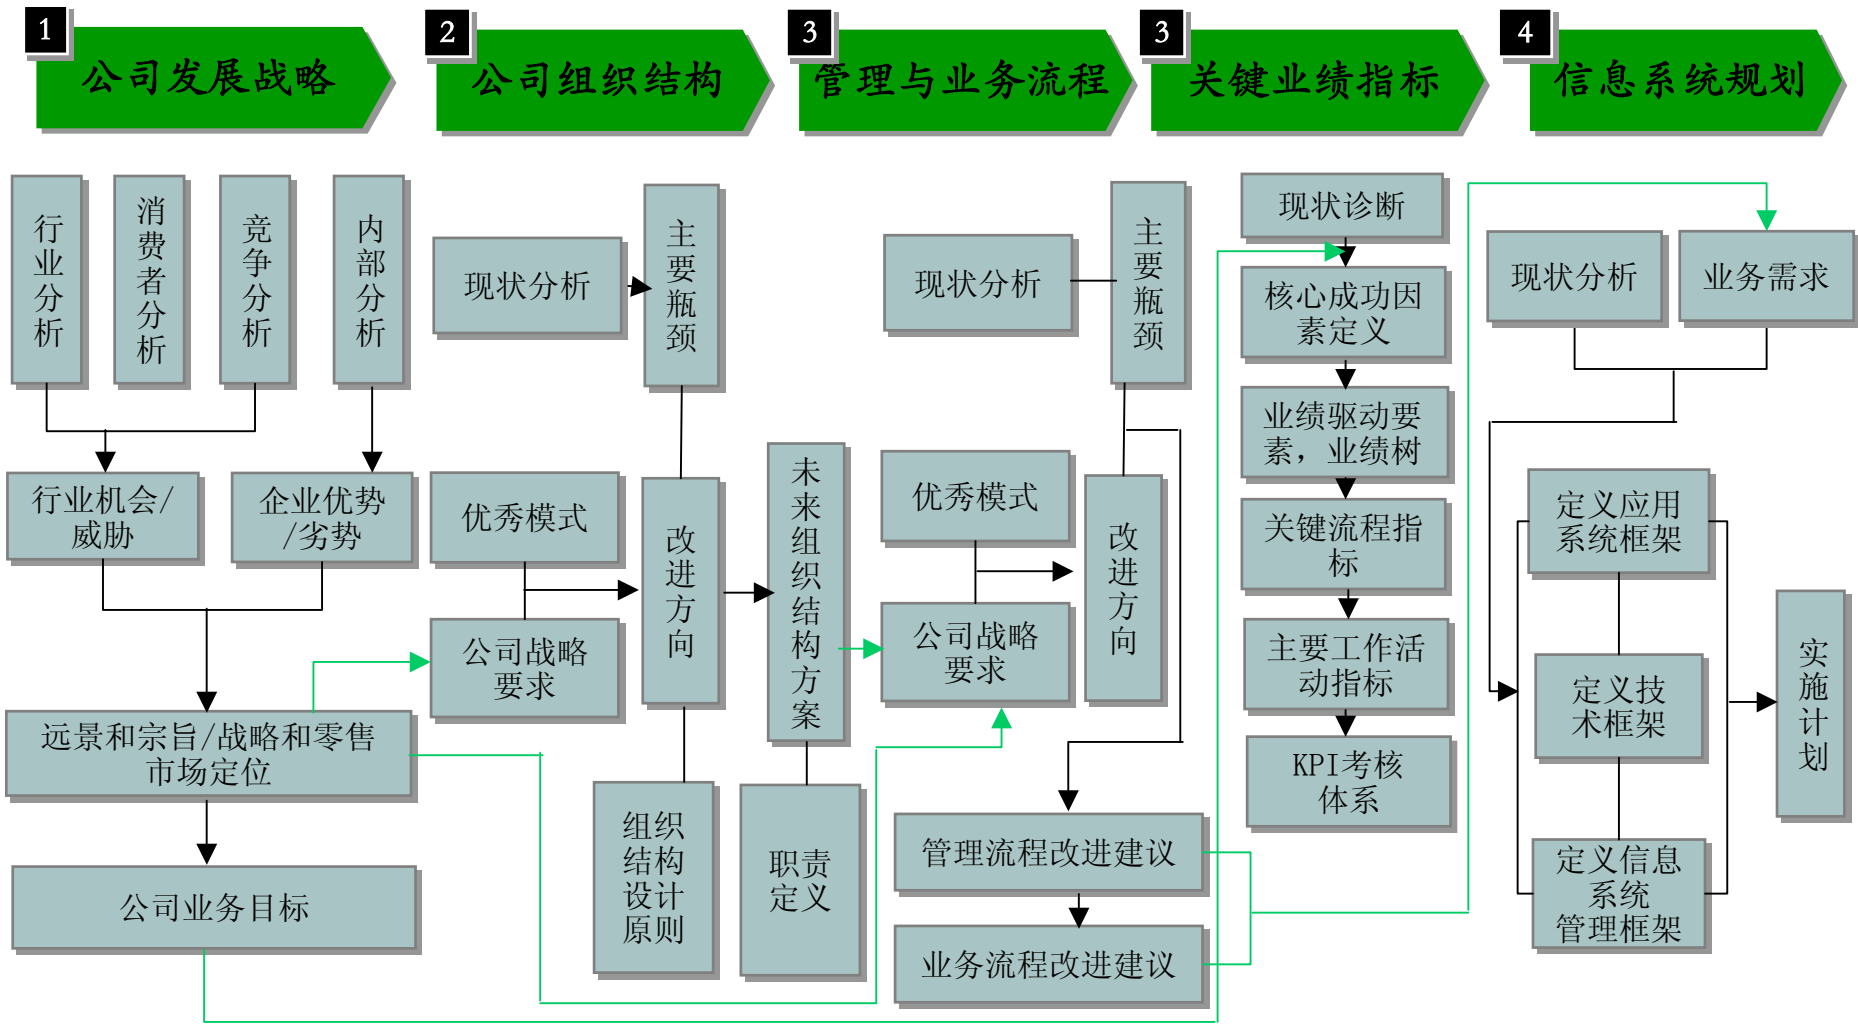 1
公司发展战略
2
公司组织结构
3
管理与业务流程
3
关键业绩指标
4
信息系统规划
行业分析
消费者分析
竞争分析
内部分析
行业机会/
威胁
企业优势
/劣势
远景和宗旨/战略和零售
市场定位
公司业务目标
现状分析
主要瓶颈
优秀模式
公司战略
要求
改进方向
未来组织结构方案
组织
结构
设计
原则
职责
定义
现状分析
主要瓶颈
优秀模式
公司战略
要求
改进方向
管理流程改进建议
业务流程改进建议
现状诊断
核心成功因
素定义
业绩驱动要
素，业绩树
关键流程指
标
主要工作活
动指标
KPI考核
体系
现状分析
业务需求
定义应用
系统框架
定义技
术框架
定义信息
系统
管理框架
实施计划